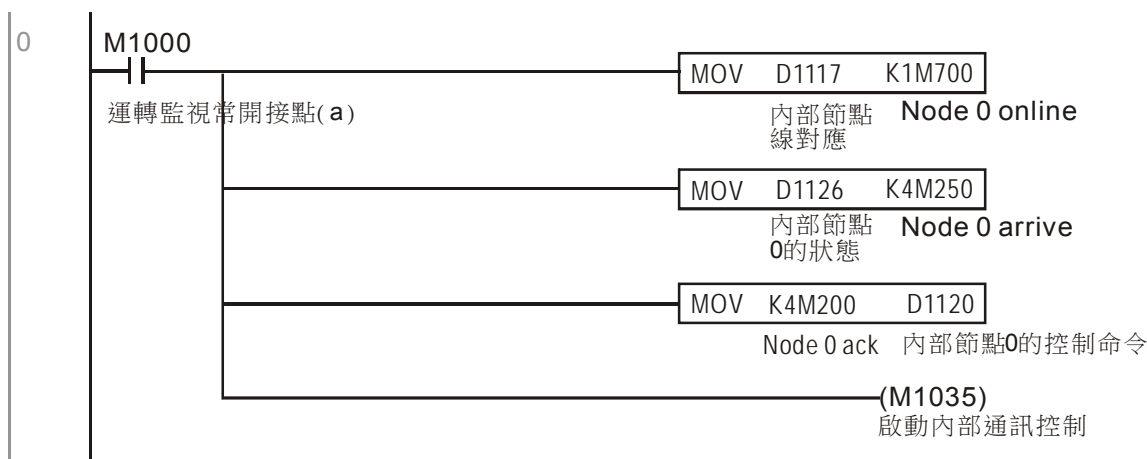 0
M1000
運轉監視常開接點(a)
MOV D1117 K1M700
內部節點 Node 0 online
線對應
MOV D1126 K4M250
內部節點 Node 0 arrive
0的狀態
MOV K4M200 D1120
Node 0 ack 內部節點0的控制命令
(M1035)
啟動內部通訊控制